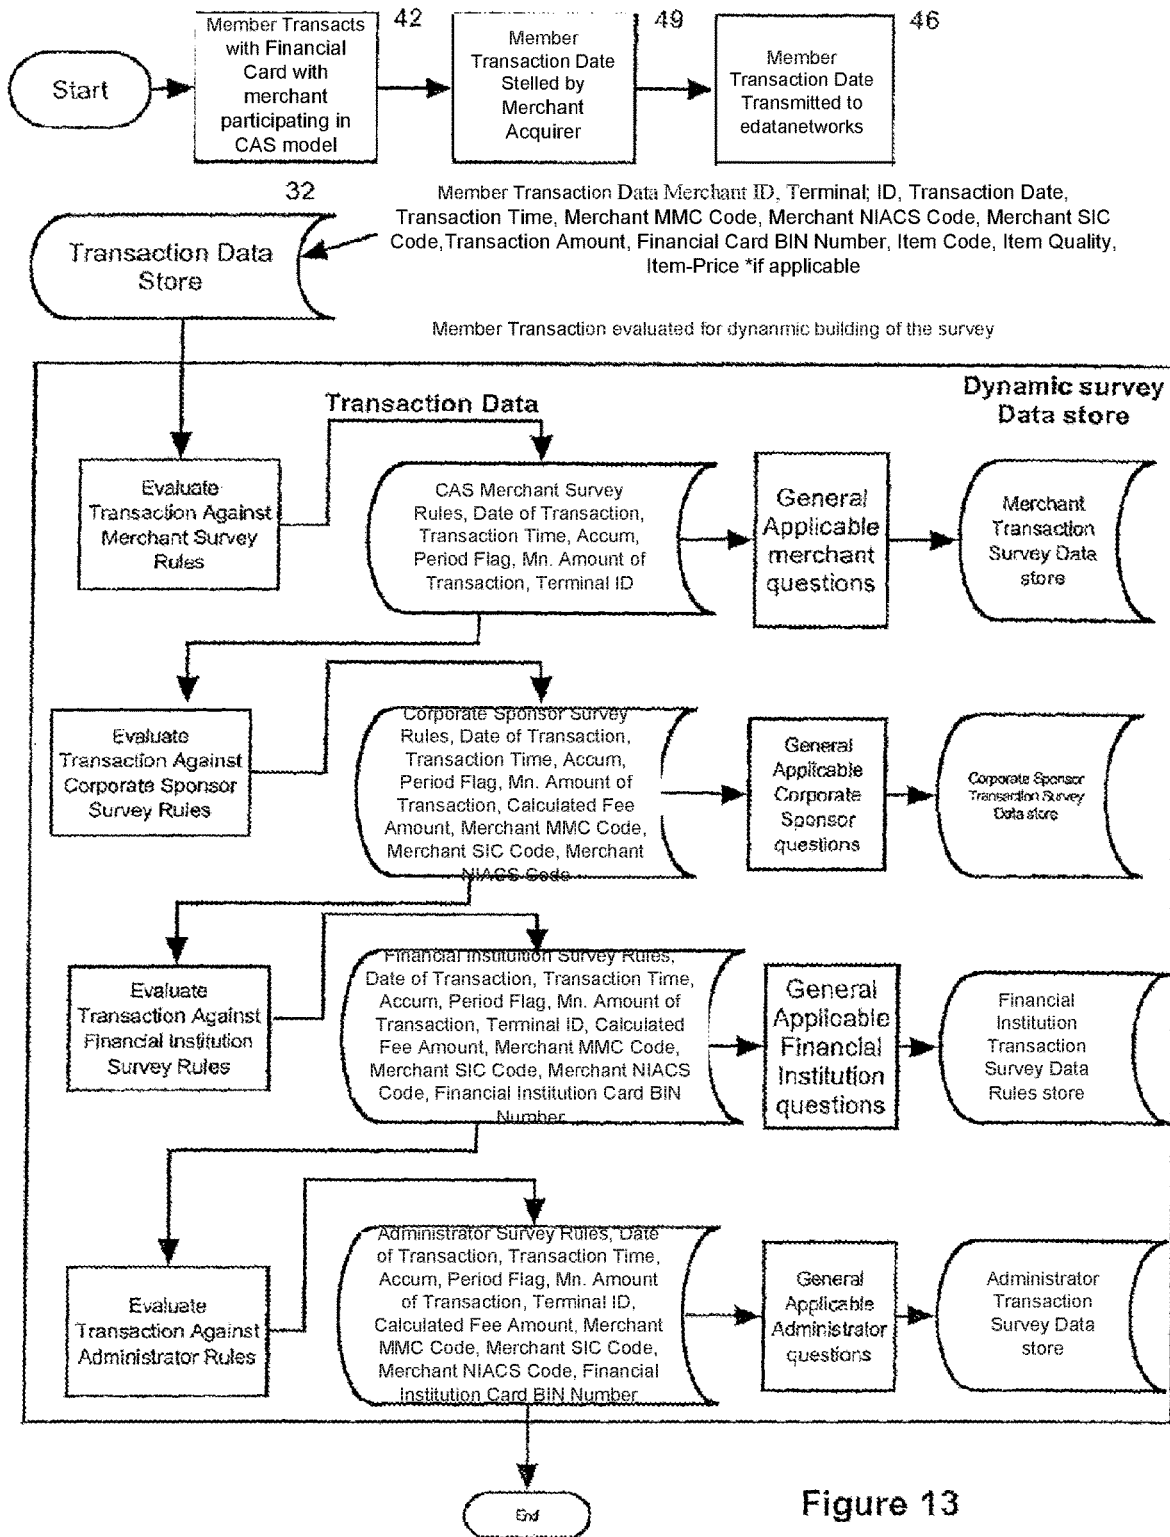 Start
42
Member Transacts
with Financial
Card with
merchant
participating in
CAS model
49
Member
Transaction Date
Stelled by
Merchant
Acquirer
46
Member
Transaction Date
Transmitted to
edatanetworks
32
Transaction Data
Store
Member Transaction Data Merchant ID, Terminal; ID, Transaction Date,
Transaction Time, Merchant MMC Code, Merchant NIACS Code, Merchant SIC
Code,Transaction Amount, Financial Card BIN Number, Item Code, Item Quality,
Item-Price *if applicable
Member Transaction evaluated for dynanmic building of the survey
Transaction Data
Dynamic survey
Data store
Evaluate
Transaction Against
Merchant Survey
Rules
CAS Merchant Survey
Rules, Date of Transaction,
Transaction Time, Accum,
Period Flag, Mn. Amount of
Transaction, Terminal ID
General
Applicable
merchant
questions
Merchant
Transaction
Survey Data
store
Evaluate
Transaction Against
Corporate Sponsor
Survey Rules
Corporate Sponsor Survey
Rules, Date of Transaction,
Transaction Time, Accum,
Period Flag, Mn. Amount of
Transaction, Calculated Fee
Amount, Merchant MMC Code,
Merchant SIC Code, Merchant
NIACS Code
General
Applicable
Corporate
Sponsor
questions
Corporate Sponsor
Transaction Survey
Data store
Evaluate
Transaction Against
Financial Institution
Survey Rules
Financial Instituition Survey Rules,
Date of Transaction, Transaction Time,
Accum, Period Flag, Mn. Amount of
Transaction, Terminal ID, Calculated
Fee Amount, Merchant MMC Code,
Merchant SIC Code, Merchant NIACS
Code, Financial Institution Card BIN
Number
General
Applicable
Financial
Institution
questions
Financial
Institution
Transaction
Survey Data
Rules store
Evaluate
Transaction Against
Administrator Rules
Administrator Survey Rules, Date
of Transaction, Transaction Time,
Accum, Period Flag, Mn. Amount
of Transaction, Terminal ID,
Calculated Fee Amount, Merchant
MMC Code, Merchant SIC Code,
Merchant NIACS Code, Financial
Institution Card BIN Number
General
Applicable
Administrator
questions
Administrator
Transaction
Survey Data
store
End
Figure 13